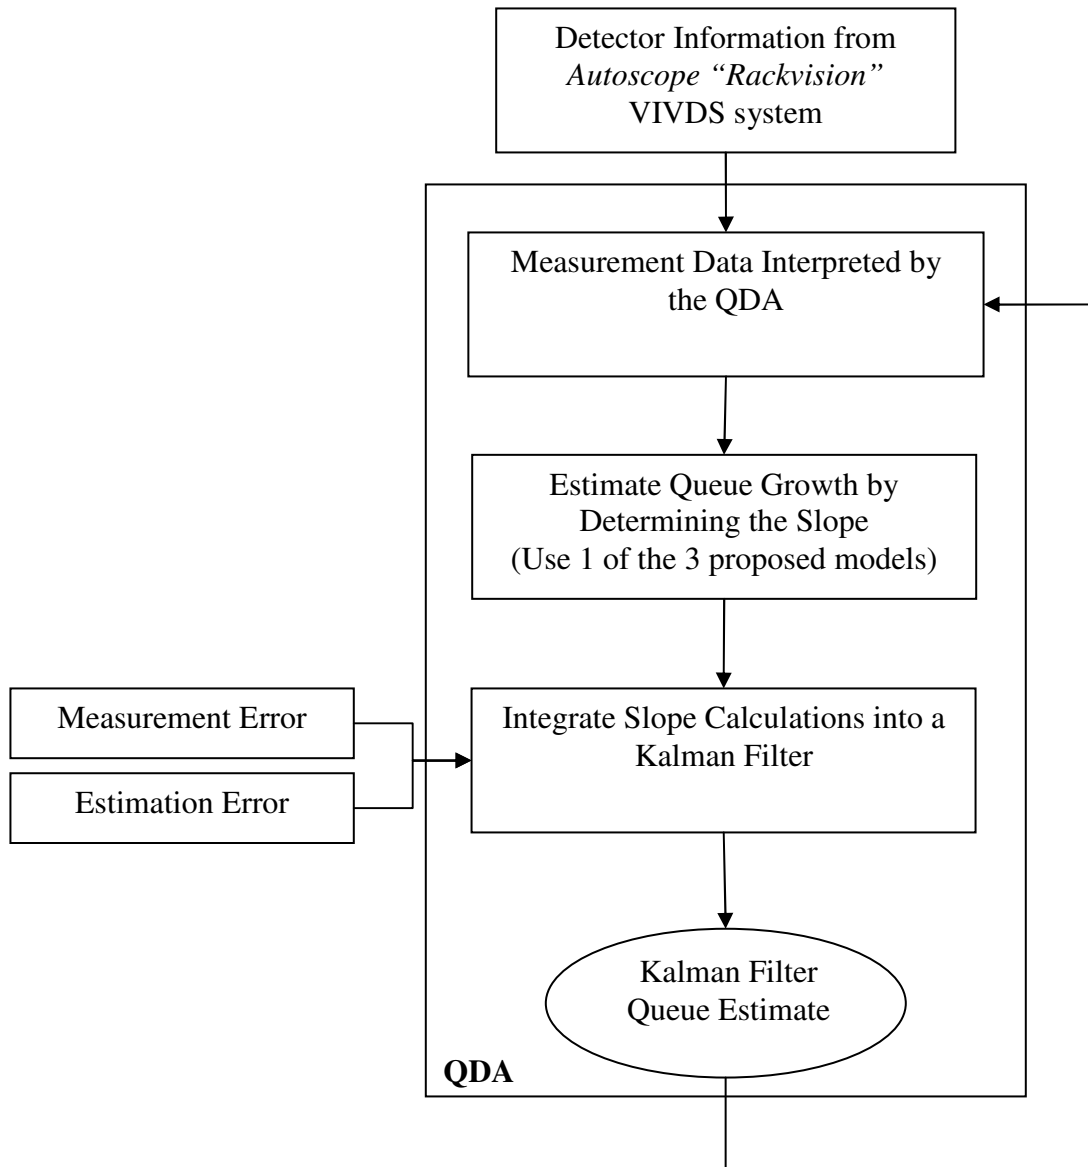 Detector Information from
Autoscope “Rackvision”
VIVDS system
Measurement Data Interpreted by
the QDA
Estimate Queue Growth by
Determining the Slope
(Use 1 of the 3 proposed models)
Measurement Error
Estimation Error
Integrate Slope Calculations into a
Kalman Filter
Kalman Filter
Queue Estimate
QDA